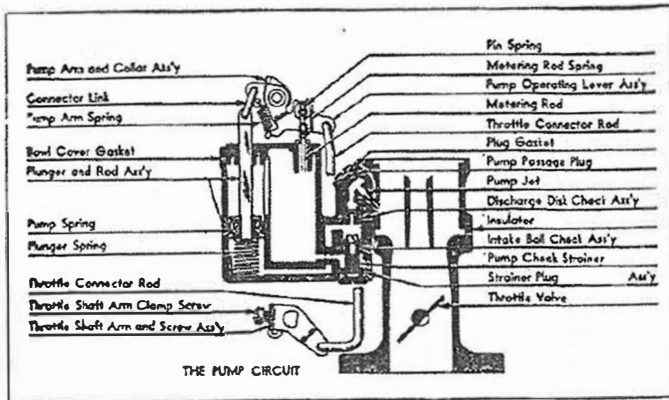 Pump Arm and Collar Ass'y
Connector Link
Pump Arm Spring
Bowl Cover Gasket
Plunger and Rod Ass'y
Pump Spring
Plunger Spring
Throttle Connector Rod
Throttle Shaft Arm Clamp Screw
Throttle Shaft Arm and Screw Ass'y
Pin Spring
Metering Rod Spring
Pump Operating Lever Ass'y
Metering Rod
Throttle Connector Rod
Plug Gasket
Pump Passage Plug
Pump Jet
Discharge Disk Check Ass'y
Insulator
Intake Ball Check Ass'y
Pump Check Strainer
Strainer Plug Ass'y
Throttle Valve
THE PUMP CIRCUIT